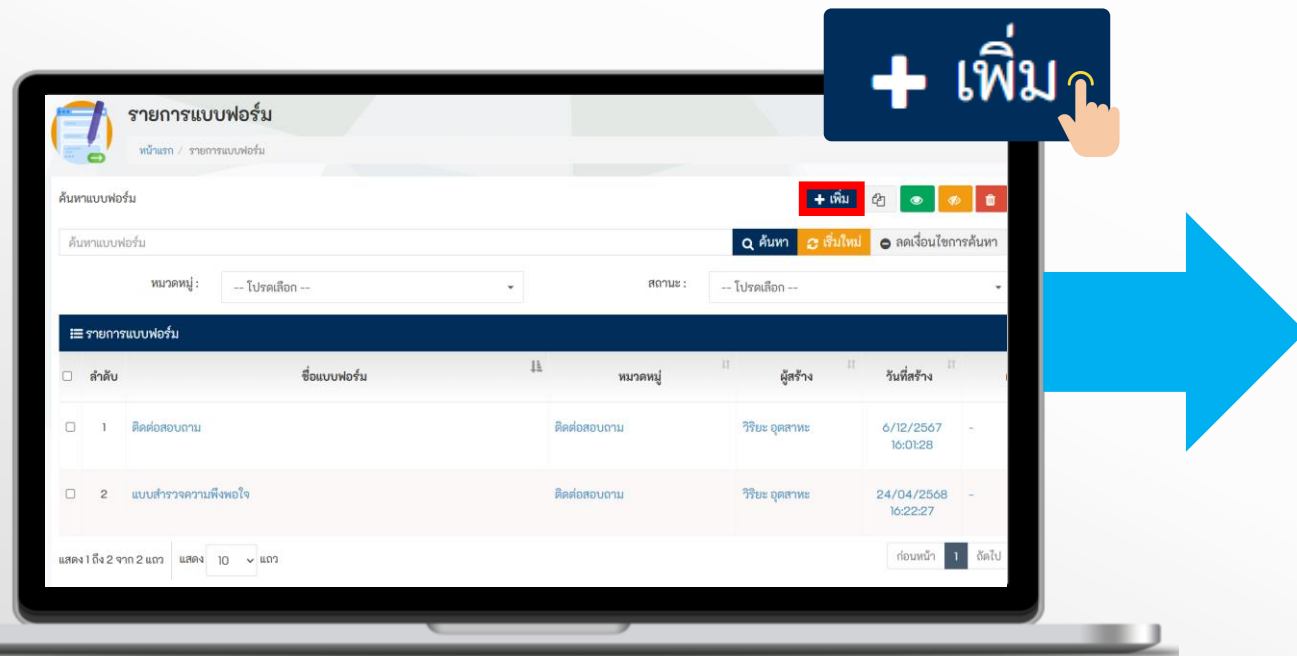 + เพิ่ม
รายการแบบฟอร์ม
หน้าแรก / รายการแบบฟอร์ม
ค้นหาแบบฟอร์ม
+ เพิ่ม
ค้นหาแบบฟอร์ม
ค้นหา เริ่มใหม่ ลดเงื่อนไขการค้นหา
หมวดหมู่ : -- โปรดเลือก -- สถานะ : -- โปรดเลือก --
รายการแบบฟอร์ม
ลำดับ ชื่อแบบฟอร์ม หมวดหมู่ ผู้สร้าง วันที่สร้าง
1 ติดต่อสอบถาม ติดต่อสอบถาม วิริยะ อุตสาหะ 6/12/2567 -
16:01:28
2 แบบสำรวจความพึงพอใจ ติดต่อสอบถาม วิริยะ อุตสาหะ 24/04/2568 -
16:22:27
แสดง 1 ถึง 2 จาก 2 แถว แสดง 10 แถว ก่อนหน้า 1 ถัดไป